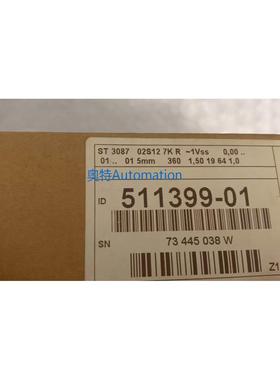 ST 3087 02S12 7K R ~1Vss 0,00 ..
01 .. 01 5mm 360 1,50 19 64 1,0
奥特Automation
ID 511399-01
SN 73 445 038 W
Z1